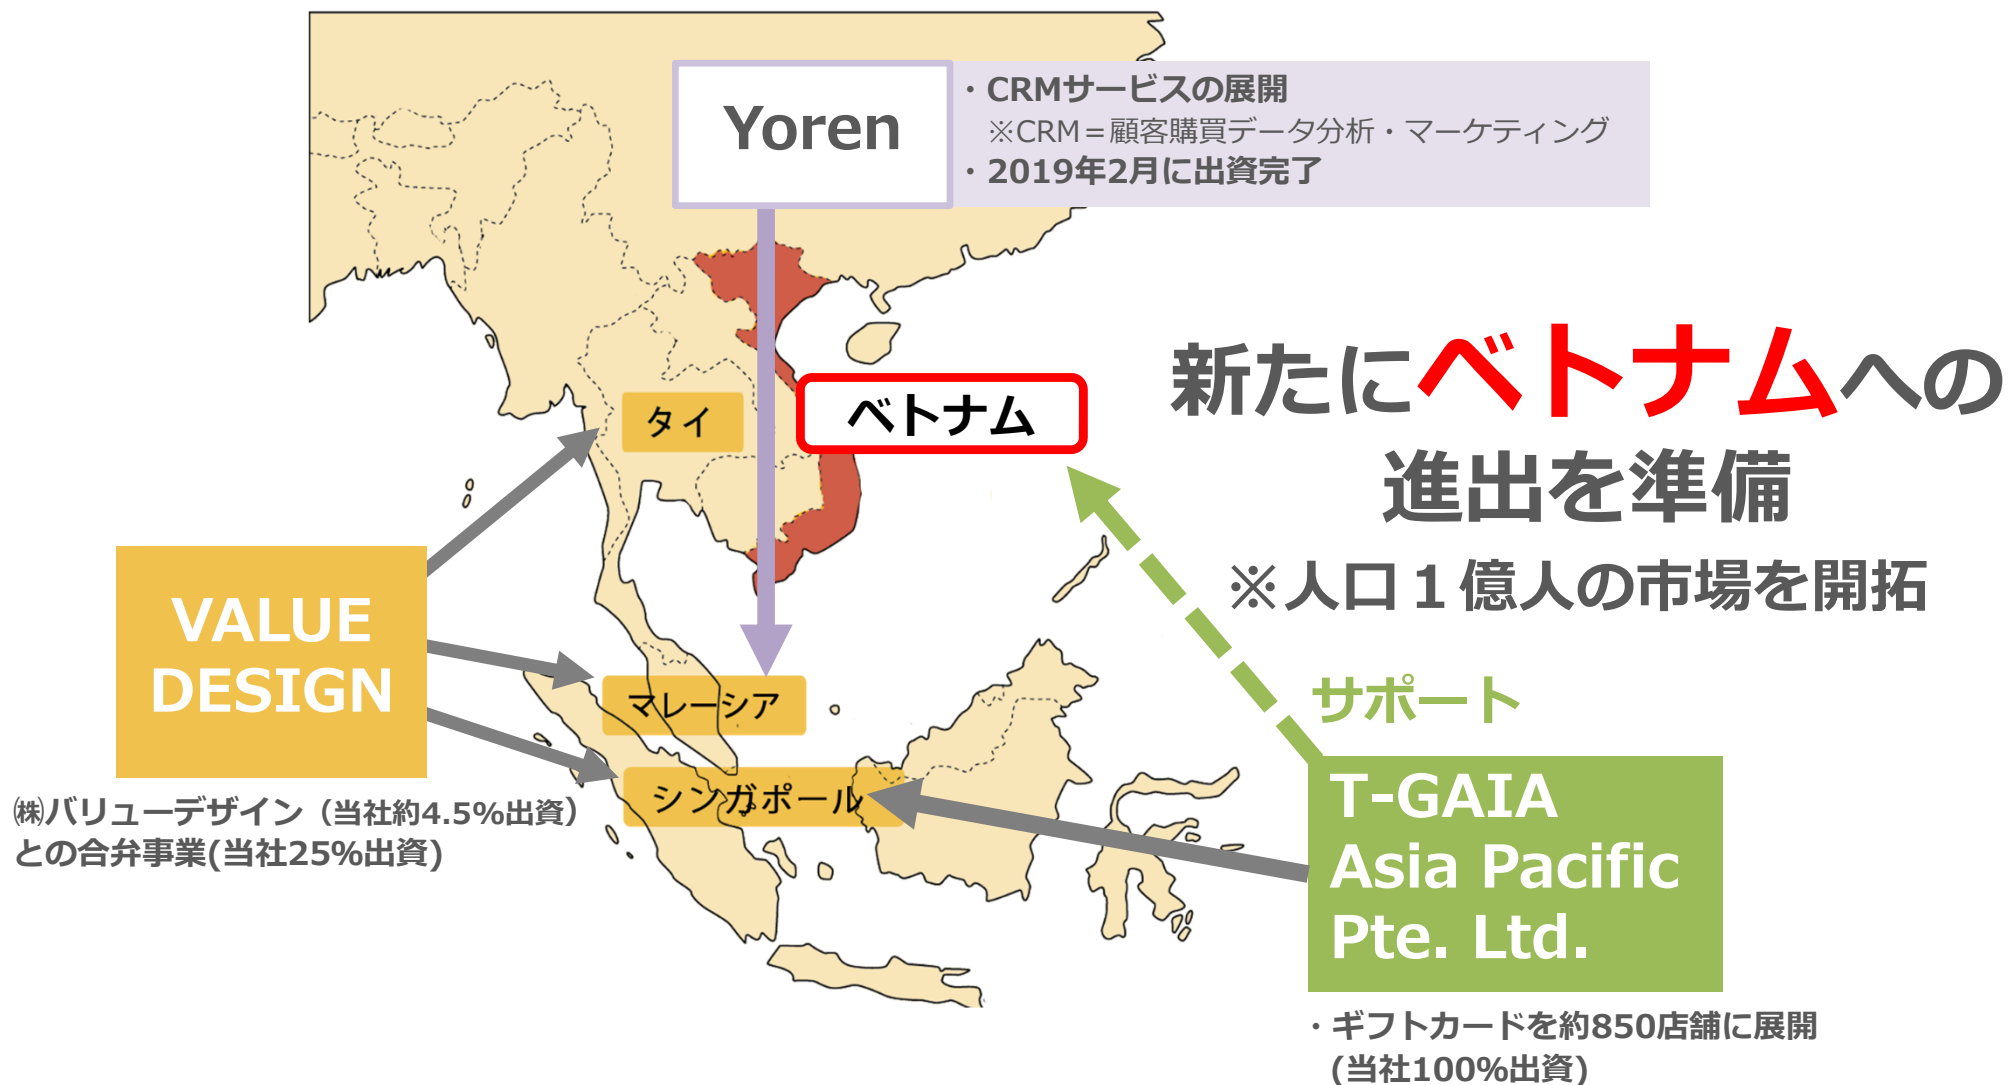 Yoren
・CRMサービスの展開
※CRM＝顧客購買データ分析・マーケティング
・2019年2月に出資完了
新たにベトナムへの
進出を準備
※人口１億人の市場を開拓
タイ
ベトナム
VALUE
DESIGN
マレーシア
シンガポール
㈱バリューデザイン（当社約4.5%出資）
との合弁事業(当社25%出資)
サポート
T-GAIA
Asia Pacific
Pte. Ltd.
・ギフトカードを約850店舗に展開
(当社100%出資)